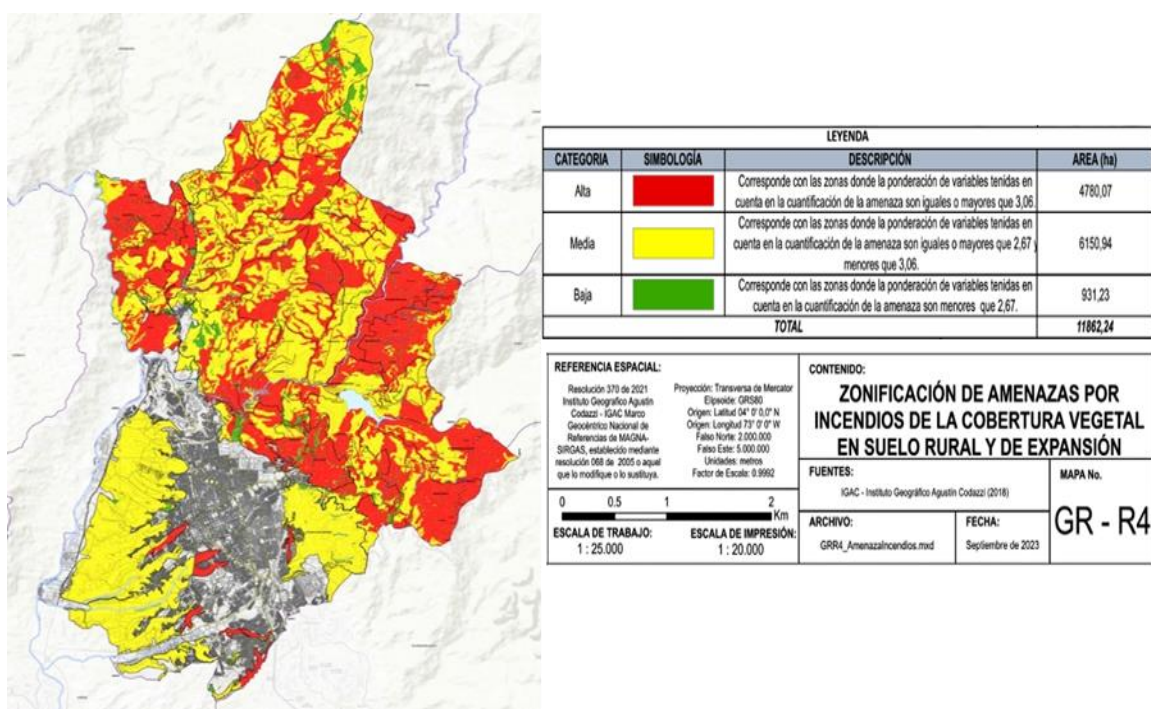 LEYENDA
CATEGORIA SIMBOLOGÍA DESCRIPCIÓN AREA (ha)
Alta Corresponde con las zonas donde la ponderación de variables tenidas en
cuenta en la cuantificación de la amenaza son iguales o mayores que 3,06. 4780,07
Media Corresponde con las zonas donde la ponderación de variables tenidas en
cuenta en la cuantificación de la amenaza son iguales o mayores que 2,67 y
menores que 3,06. 6150,94
Baja Corresponde con las zonas donde la ponderación de variables tenidas en
cuenta en la cuantificación de la amenaza son menores que 2,67. 931,23
TOTAL 11862,24
REFERENCIA ESPACIAL:
Resolución 370 de 2021
Instituto Geografico Agustin
Codazzi - IGAC Marco
Geocéntrico Nacional de
Referencias de MAGNA-
SIRGAS, establecido mediante
resolución 068 de 2005 o aquel
que lo modifique o lo sustituya.
Proyección: Transversa de Mercator
Elipsoide: GRS80
Origen: Latitud 04° 0' 0,0" N
Origen: Longitud 73° 0' 0" W
Falso Norte: 2.000.000
Falso Este: 5.000.000
Unidades: metros
Factor de Escala: 0.9992
0 0.5 1 2
Km
ESCALA DE TRABAJO:
1 : 25.000
ESCALA DE IMPRESIÓN:
1 : 20.000
CONTENIDO:
ZONIFICACIÓN DE AMENAZAS POR
INCENDIOS DE LA COBERTURA VEGETAL
EN SUELO RURAL Y DE EXPANSIÓN
FUENTES:
IGAC - Instituto Geográfico Agustín Codazzi (2018)
ARCHIVO:
GRR4_AmenazaIncendios.mxd
FECHA:
Septiembre de 2023
MAPA No.
GR - R4